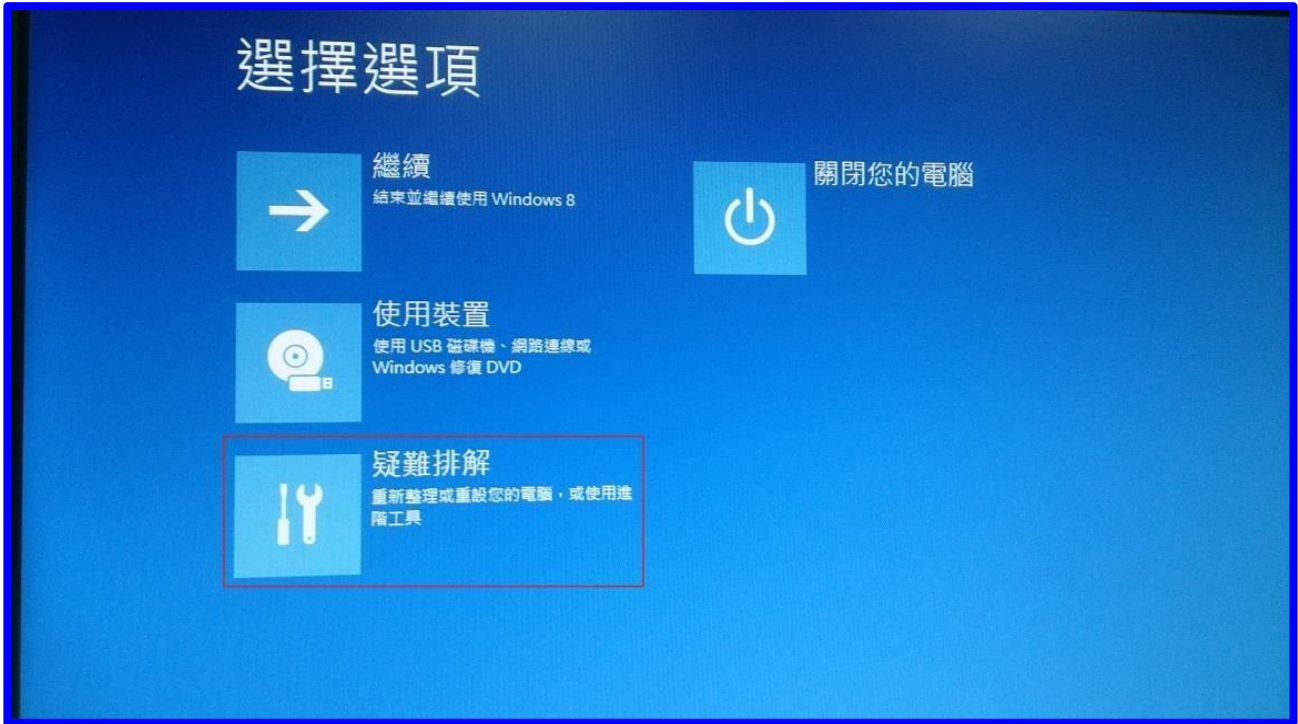 選擇選項
繼續
結束並繼續使用 Windows 8
關閉您的電腦
使用裝置
使用 USB 磁碟機、網路連線或
Windows 修復 DVD
疑難排解
重新整理或重設您的電腦，或使用進
階工具